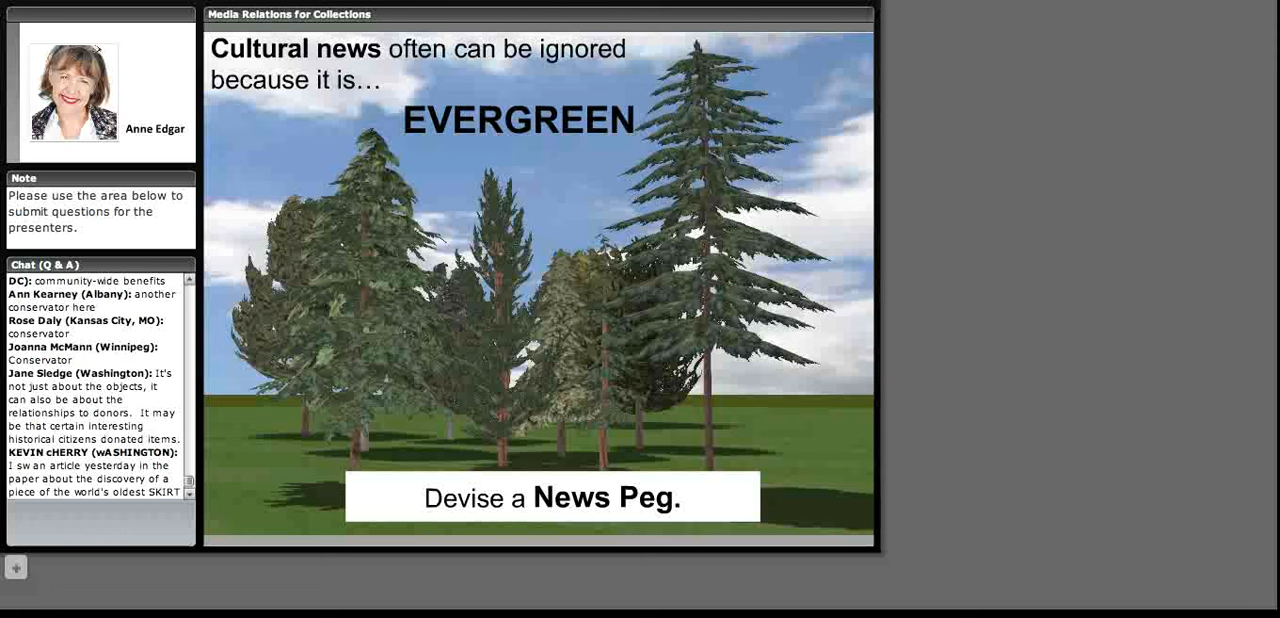 Media Relations for Collections
Anne Edgar
Note
Please use the area below to
submit questions for the
presenters.
Chat (Q & A)
DC): community-wide benefits
Ann Kearney (Albany): another
conservator here
Rose Daly (Kansas City, MO):
conservator
Joanna McMann (Winnipeg):
Conservator
Jane Sledge (Washington): It's
not just about the objects, it
can also be about the
relationships to donors. It may
be that certain interesting
historical citizens donated items.
KEVIN cHERRY (wASHINGTON):
I sw an article yesterday in the
paper about the discovery of a
piece of the world's oldest SKIRT
Cultural news often can be ignored
because it is…
EVERGREEN
Devise a News Peg.